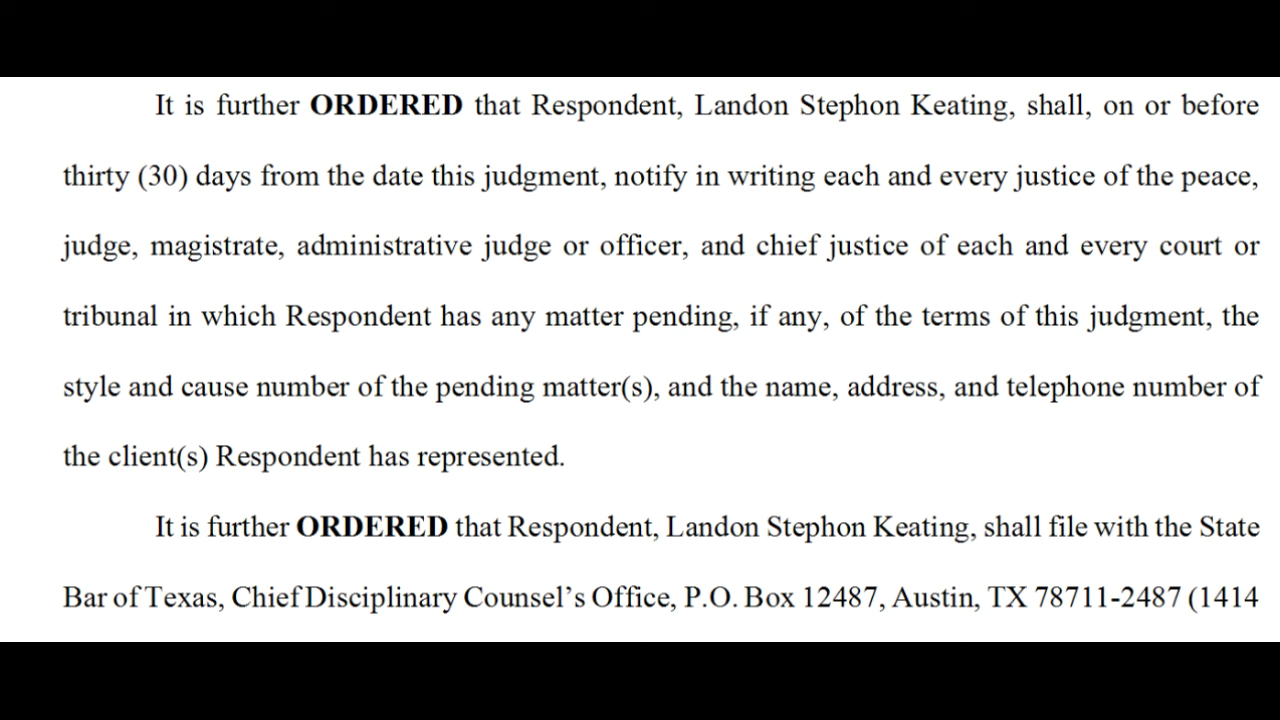 It is further ORDERED that Respondent, Landon Stephon Keating, shall, on or before
thirty (30) days from the date this judgment, notify in writing each and every justice of the peace,
judge, magistrate, administrative judge or officer, and chief justice of each and every court or
tribunal in which Respondent has any matter pending, if any, of the terms of this judgment, the
style and cause number of the pending matter(s), and the name, address, and telephone number of
the client(s) Respondent has represented.
It is further ORDERED that Respondent, Landon Stephon Keating, shall file with the State
Bar of Texas, Chief Disciplinary Counsel’s Office, P.O. Box 12487, Austin, TX 78711-2487 (1414